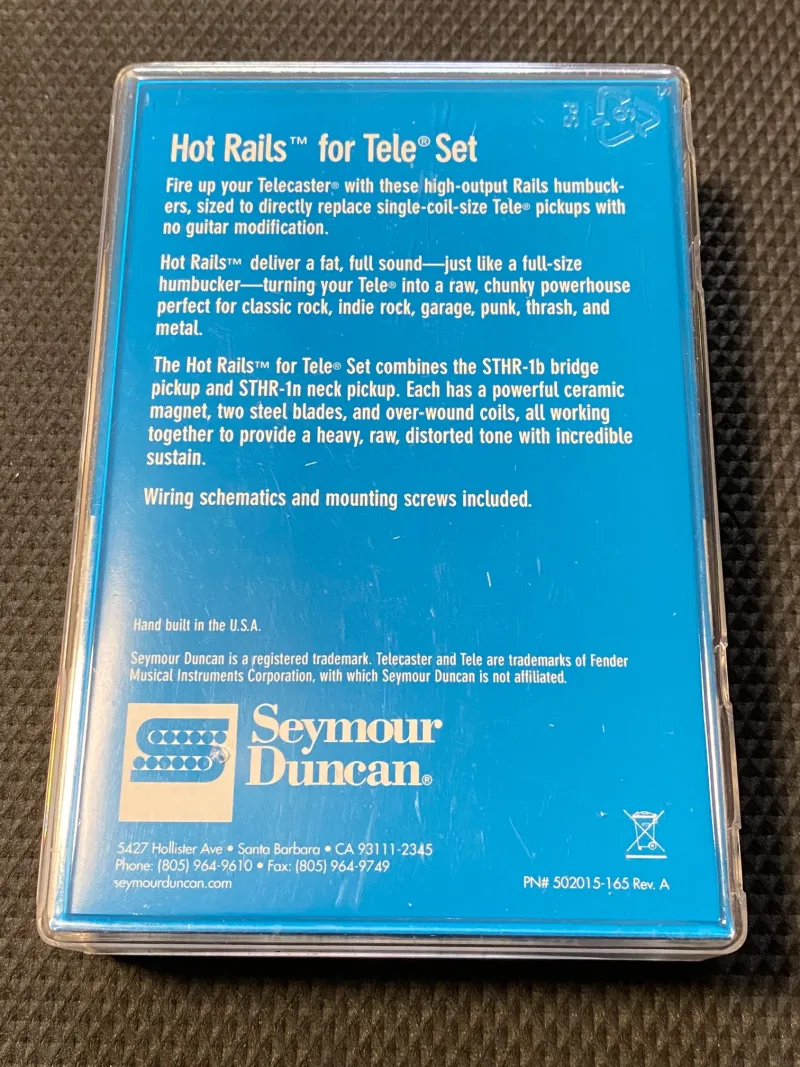 PS
6
Hot Rails™ for Tele® Set
Fire up your Telecaster® with these high-output Rails humbuck-
ers, sized to directly replace single-coil-size Tele® pickups with
no guitar modification.
Hot Rails™ deliver a fat, full sound—just like a full-size
humbucker—turning your Tele® into a raw, chunky powerhouse
perfect for classic rock, indie rock, garage, punk, thrash, and
metal.
The Hot Rails™ for Tele® Set combines the STHR-1b bridge
pickup and STHR-1n neck pickup. Each has a powerful ceramic
magnet, two steel blades, and over-wound coils, all working
together to provide a heavy, raw, distorted tone with incredible
sustain.
Wiring schematics and mounting screws included.
Hand built in the U.S.A.
Seymour Duncan is a registered trademark. Telecaster and Tele are trademarks of Fender
Musical Instruments Corporation, with which Seymour Duncan is not affiliated.
Seymour
Duncan®
5427 Hollister Ave • Santa Barbara • CA 93111-2345
Phone: (805) 964-9610 • Fax: (805) 964-9749
seymourduncan.com
PN# 502015-165 Rev. A